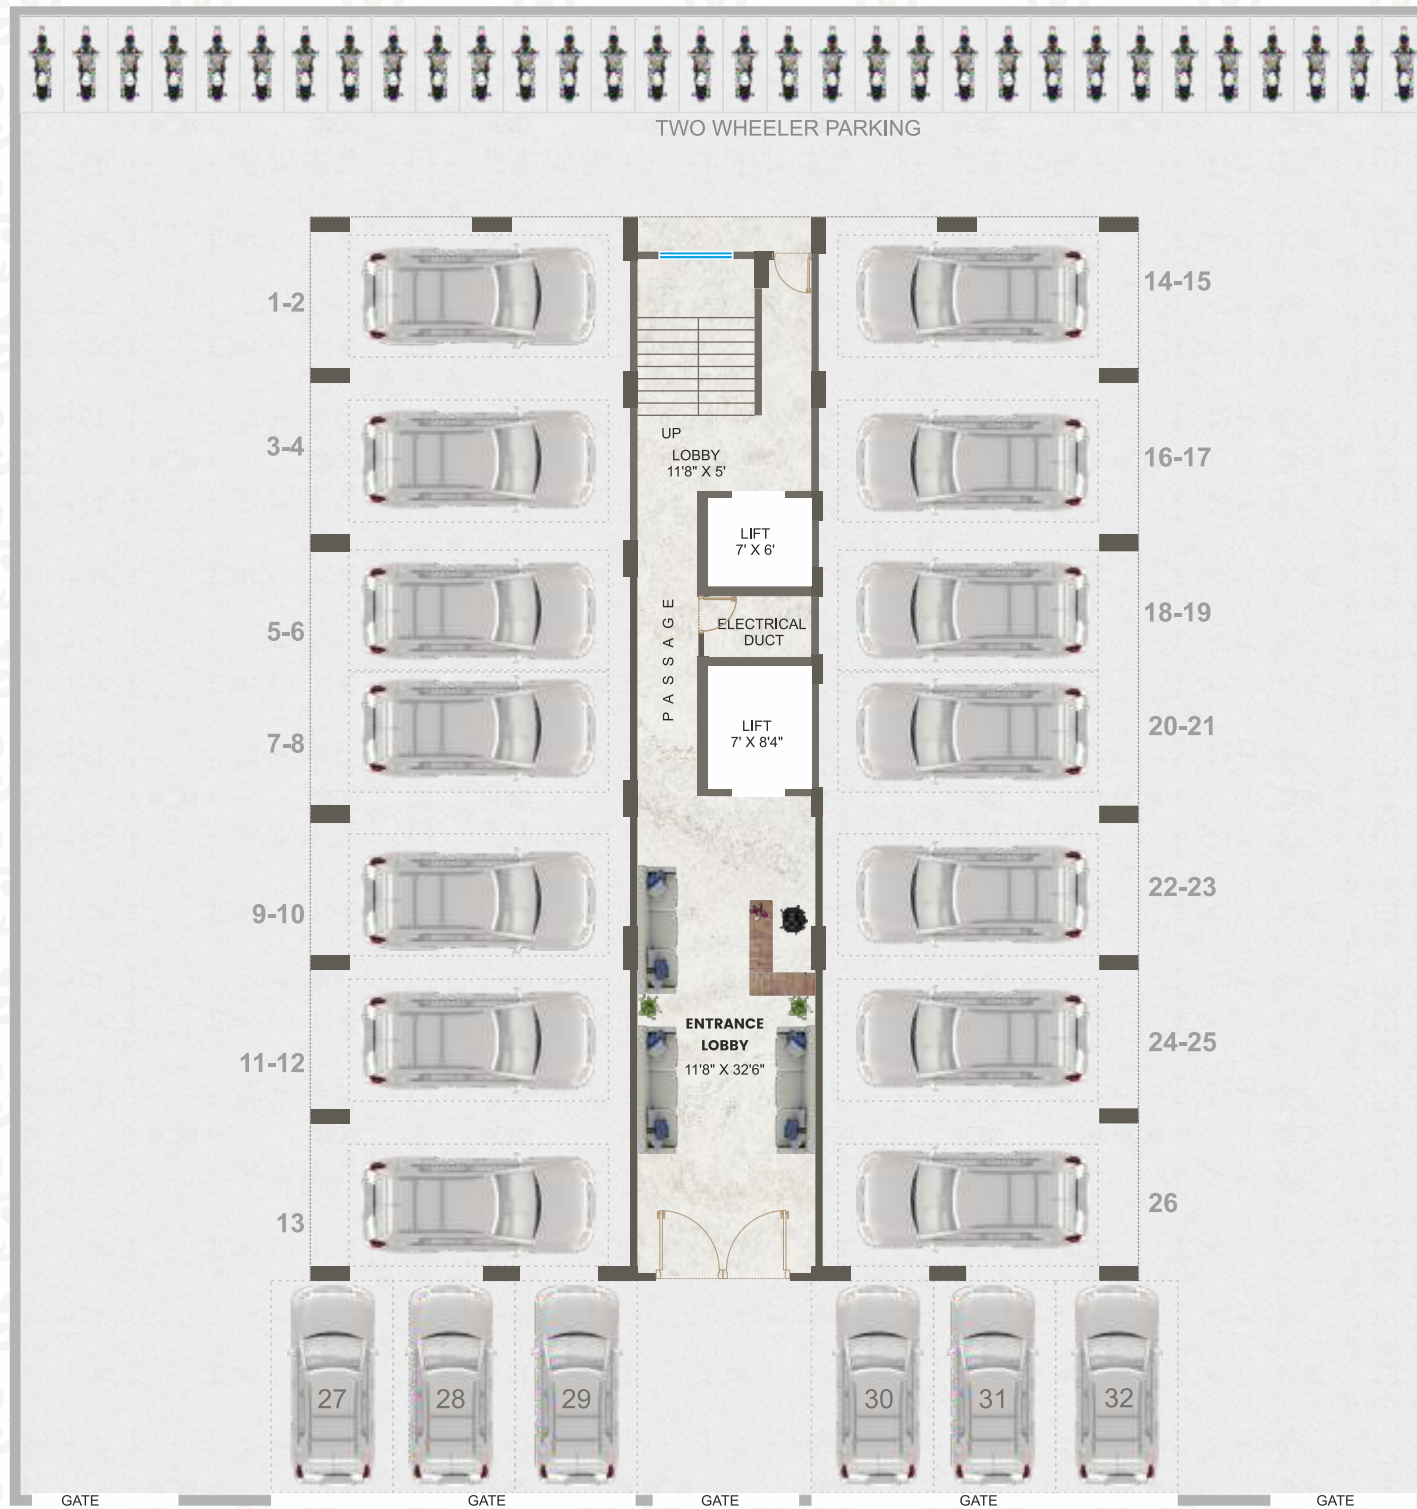 TWO WHEELER PARKING
1-2
14-15
3-4
16-17
UP
LOBBY
11'8" X 5'
LIFT
7' X 6'
5-6
18-19
PASSAGE
ELECTRICAL
DUCT
7-8
20-21
LIFT
7' X 8'4"
9-10
22-23
ENTRANCE
LOBBY
11'8" X 32'6"
11-12
24-25
13
26
27
28
29
30
31
32
GATE
GATE
GATE
GATE
GATE